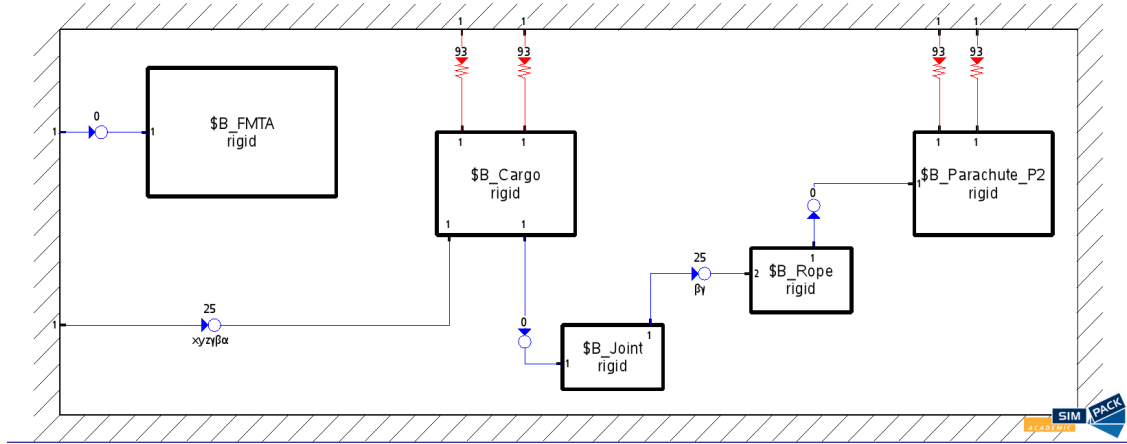 1 1 1 1
93 93 93 93
0
1 1
$B_FMTA
rigid
1 1
$B_Cargo
rigid
1 1
1 1
$B_Parachute_P2
rigid
1
0
25
βγ
2
1
$B_Rope
rigid
1
25
xyzγβα
0
1
1
$B_Joint
rigid
SIM
PACK
ACADEMIC